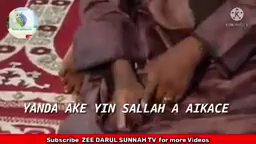 YANDA AKE YIN SALLAH A AIKACE
Subscribe ZEE DARUL SUNNAH TV for more Videos